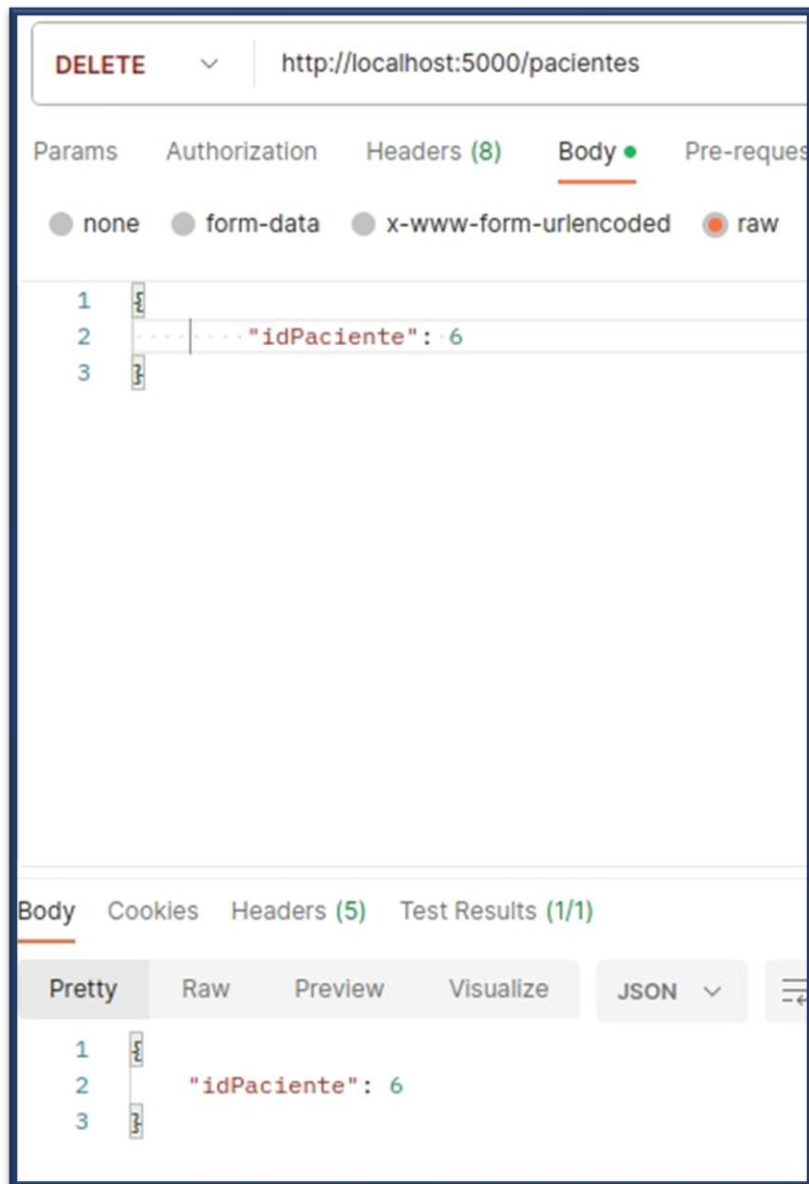 DELETE http://localhost:5000/pacientes
Params Authorization Headers (8) Body Pre-reques
none form-data x-www-form-urlencoded raw
1 {
2 "idPaciente": 6
3 }
Body Cookies Headers (5) Test Results (1/1)
Pretty Raw Preview Visualize JSON
1 {
2 "idPaciente": 6
3 }